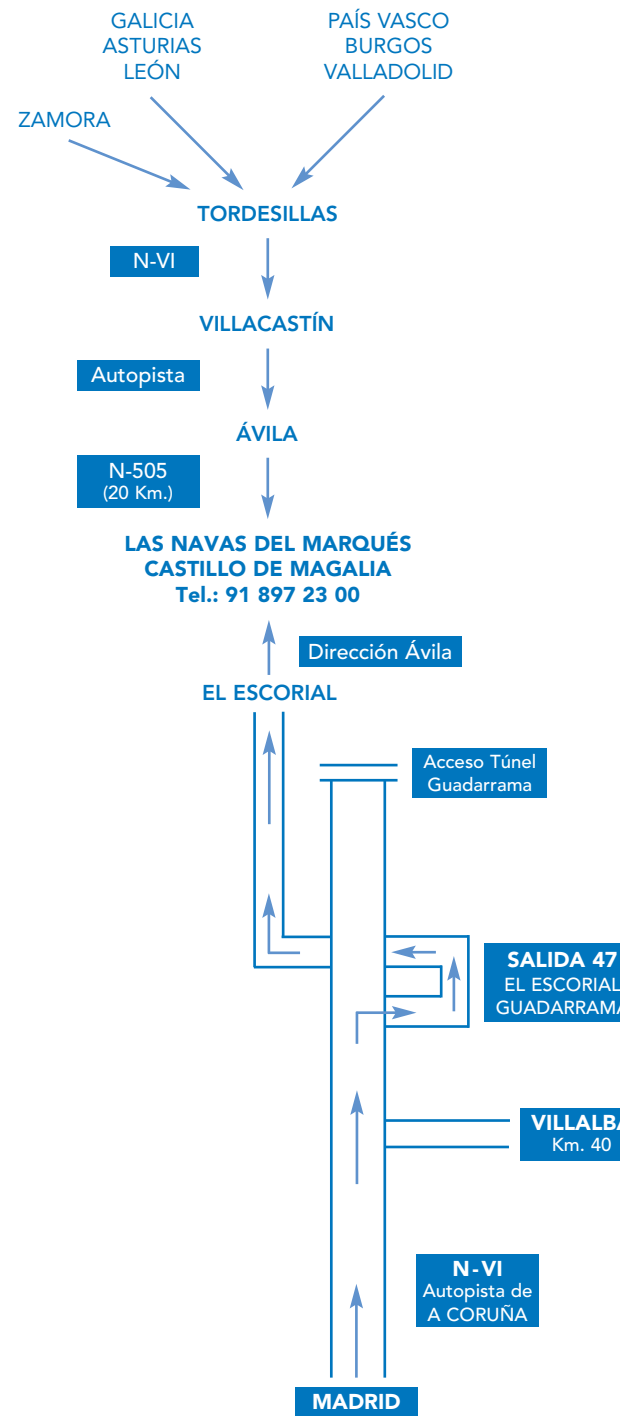 GALICIA
ASTURIAS
LEÓN
PAÍS VASCO
BURGOS
VALLADOLID
ZAMORA
TORDESILLAS
N-VI
VILLACASTÍN
Autopista
ÁVILA
N-505
(20 Km.)
LAS NAVAS DEL MARQUÉS
CASTILLO DE MAGALIA
Tel.: 91 897 23 00
Dirección Ávila
EL ESCORIAL
Acceso Túnel
Guadarrama
SALIDA 47
EL ESCORIAL
GUADARRAMA
VILLALBA
Km. 40
N-VI
Autopista de
A CORUÑA
MADRID